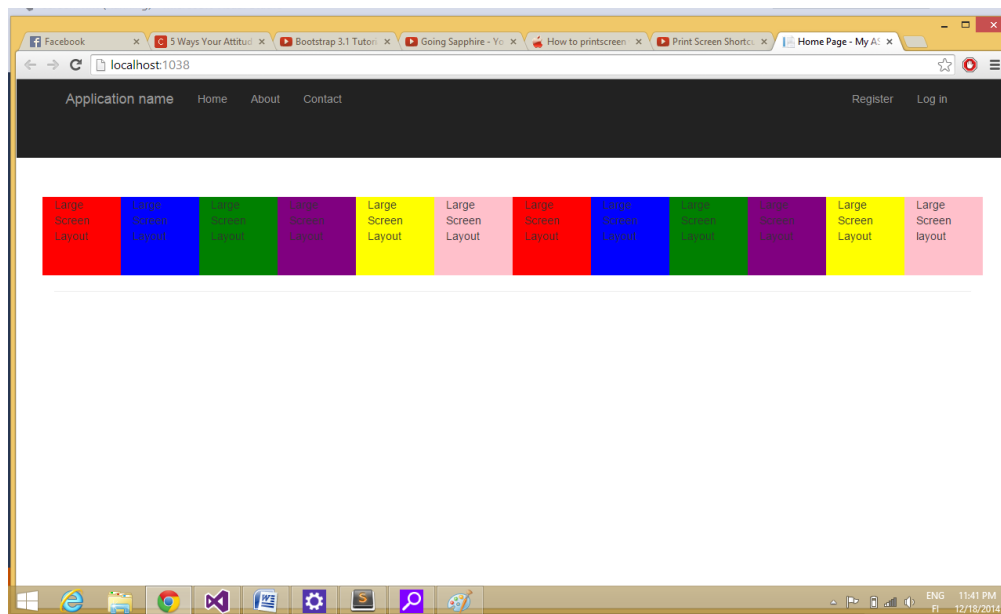 Facebook
5 Ways Your Attitud
Bootstrap 3.1 Tutori
Going Sapphire - Yo
How to printscreen
Print Screen Shortcu
Home Page - My AS
localhost:1038
Application name Home About Contact Register Log in
Large Large Large Large Large Large Large Large Large Large Large Large
Screen Screen Screen Screen Screen Screen Screen Screen Screen Screen Screen Screen
Layout Layout Layout Layout Layout Layout Layout Layout Layout Layout Layout layout
ENG 11:41 PM
FI 12/18/2014